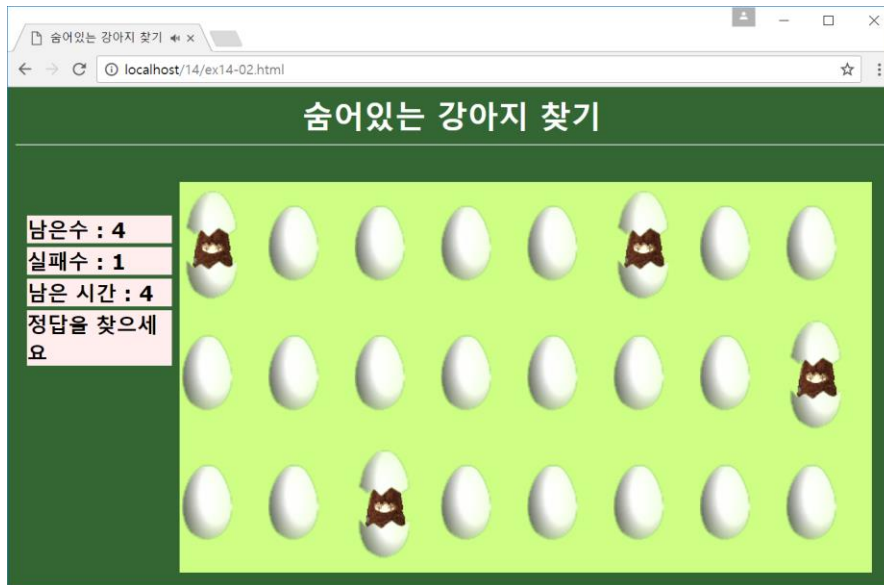 숨어있는 강아지 찾기
localhost/14/ex14-02.html
숨어있는 강아지 찾기
남은수 : 4
실패수 : 1
남은 시간 : 4
정답을 찾으세
요